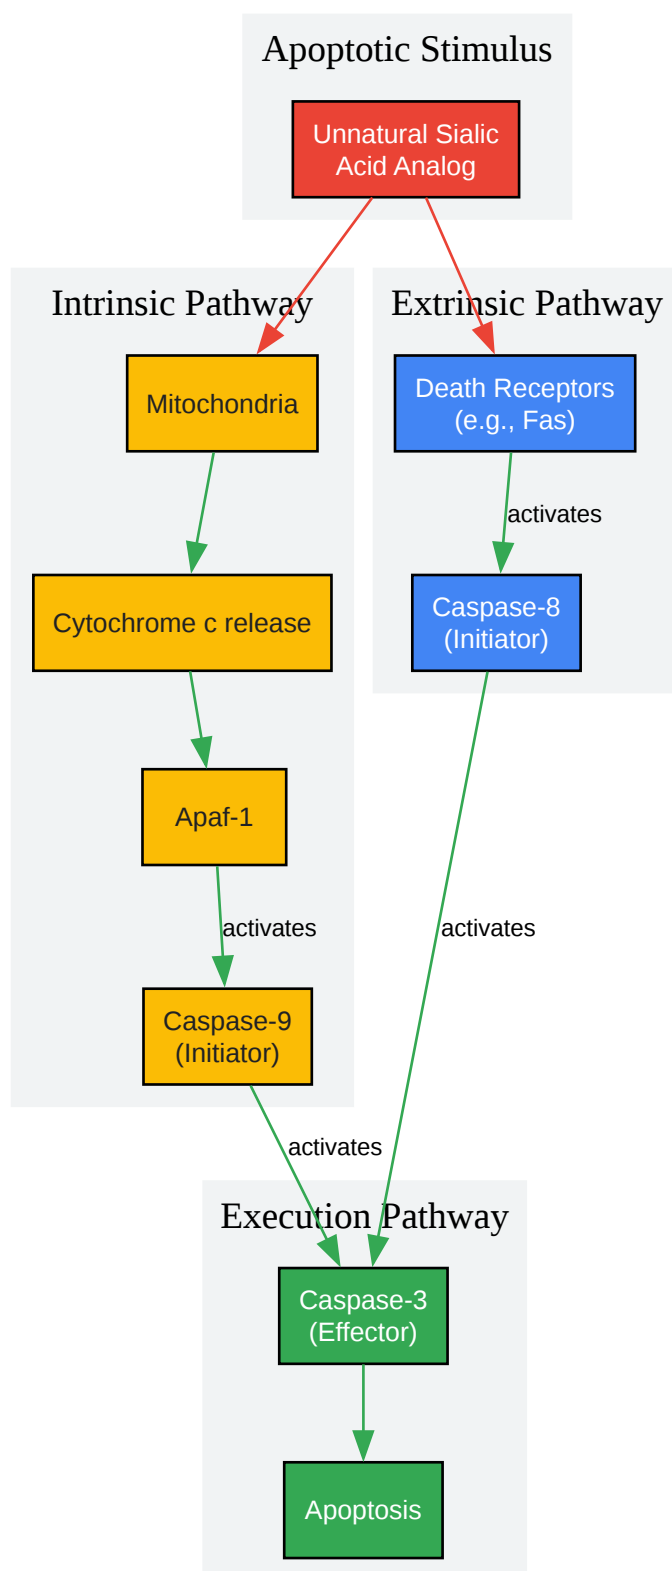 Apoptotic Stimulus
Unnatural Sialic
Acid Analog
Intrinsic Pathway
Extrinsic Pathway
Mitochondria
Death Receptors
(e.g., Fas)
activates
Cytochrome c release
Caspase-8
(Initiator)
Apaf-1
activates
activates
Caspase-9
(Initiator)
activates
Execution Pathway
Caspase-3
(Effector)
Apoptosis